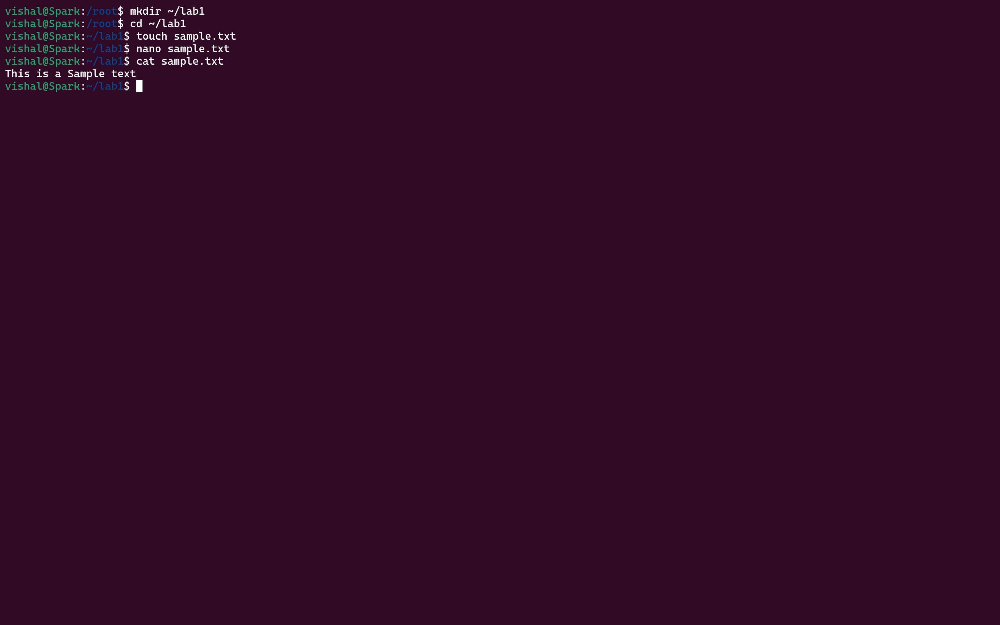 vishal@Spark:/root$ mkdir ~/lab1
vishal@Spark:/root$ cd ~/lab1
vishal@Spark:~/lab1$ touch sample.txt
vishal@Spark:~/lab1$ nano sample.txt
vishal@Spark:~/lab1$ cat sample.txt
This is a Sample text
vishal@Spark:~/lab1$